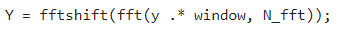 Y = fftshift(fft(y .* window, N_fft));